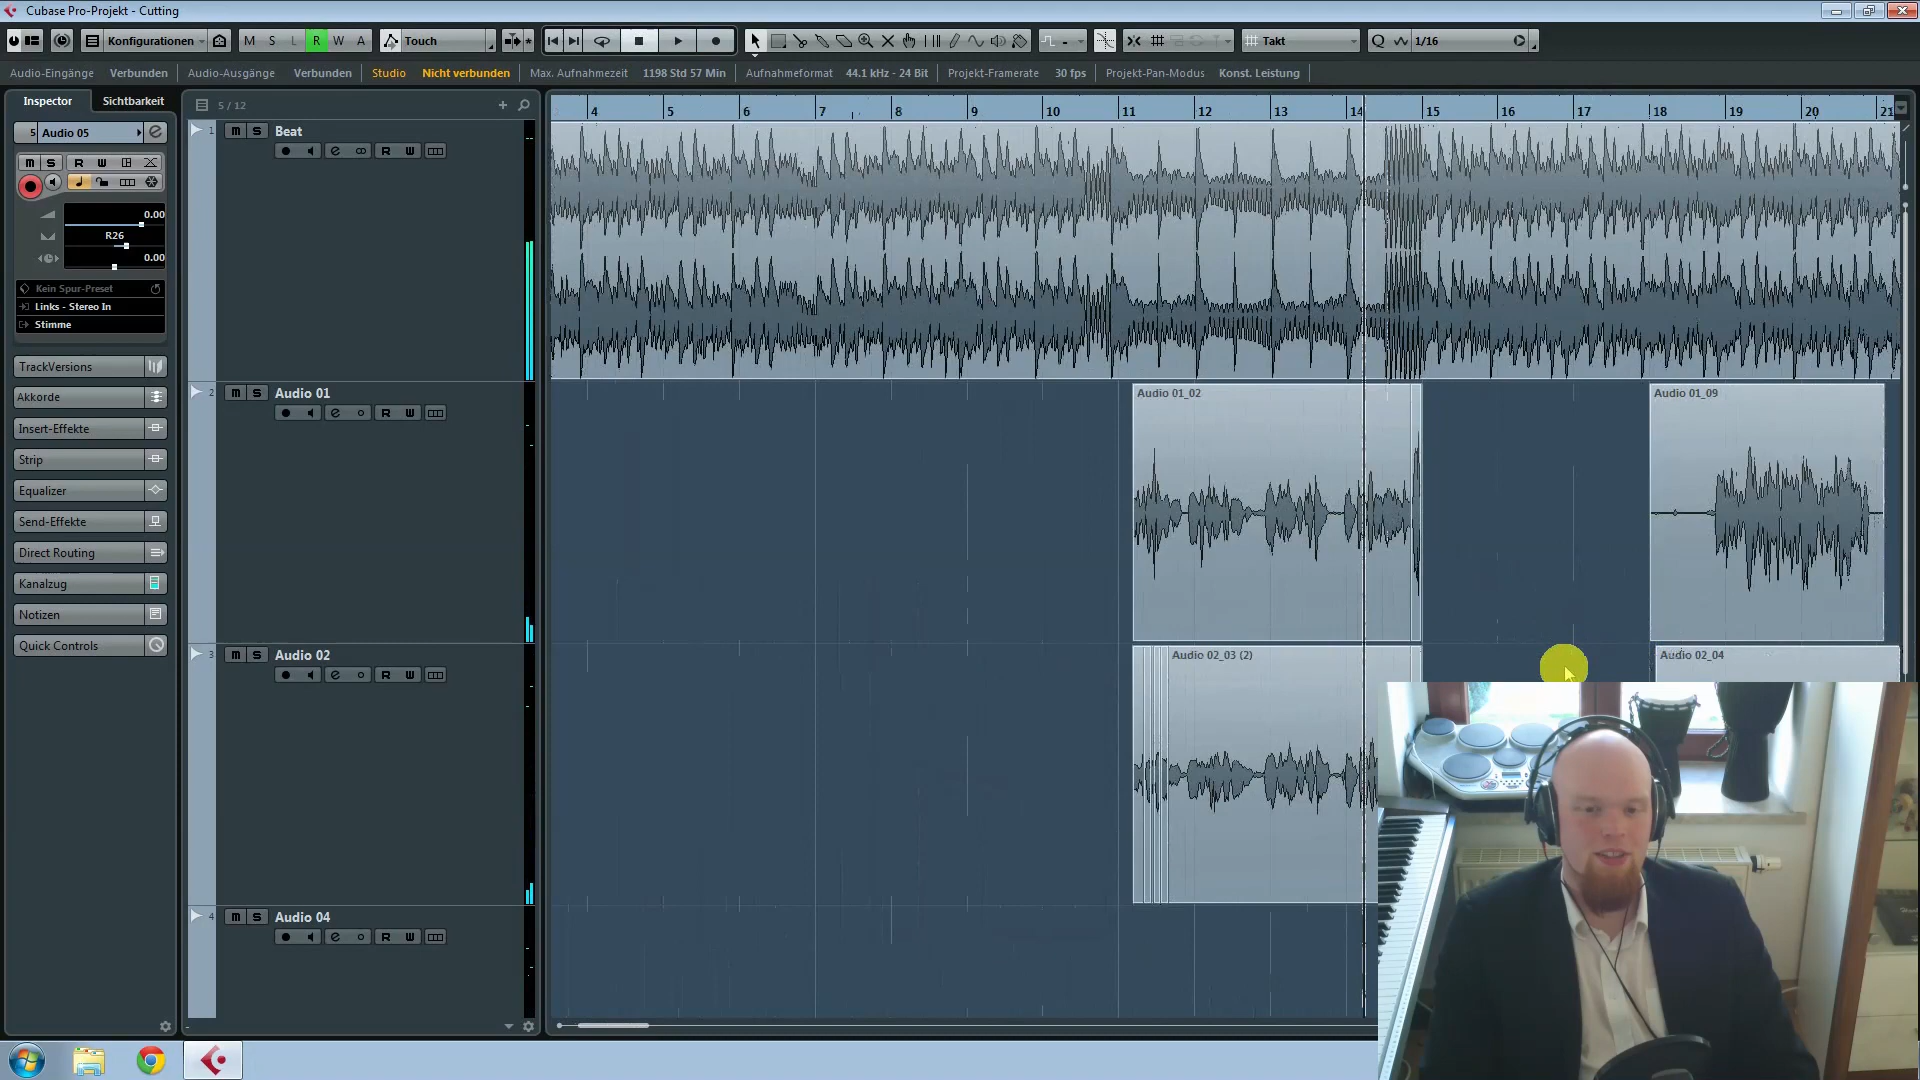 Cubase Pro-Projekt - Cutting
Konfigurationen
M S L R W A
Touch
Takt
Q
1/16
Audio-Eingänge Verbunden Audio-Ausgänge Verbunden Studio Nicht verbunden Max. Aufnahmezeit 1198 Std 57 Min Aufnahmeformat 44.1 kHz - 24 Bit Projekt-Framerate 30 fps Projekt-Pan-Modus Konst. Leistung
Inspector Sichtbarkeit
5 / 12
4 5 6 7 8 9 10 11 12 13 14 15 16 17 18 19 20 21
5 Audio 05
M S R W
0.00
R26
0.00
Kein Spur-Preset
Links - Stereo In
Stimme
TrackVersions
Akkorde
Insert-Effekte
Strip
Equalizer
Send-Effekte
Direct Routing
Kanalzug
Notizen
Quick Controls
1 m S Beat
R W
2 m S Audio 01
R W
3 m S Audio 02
R W
4 m S Audio 04
R W
Audio 01_02
Audio 01_09
Audio 02_03 (2)
Audio 02_04